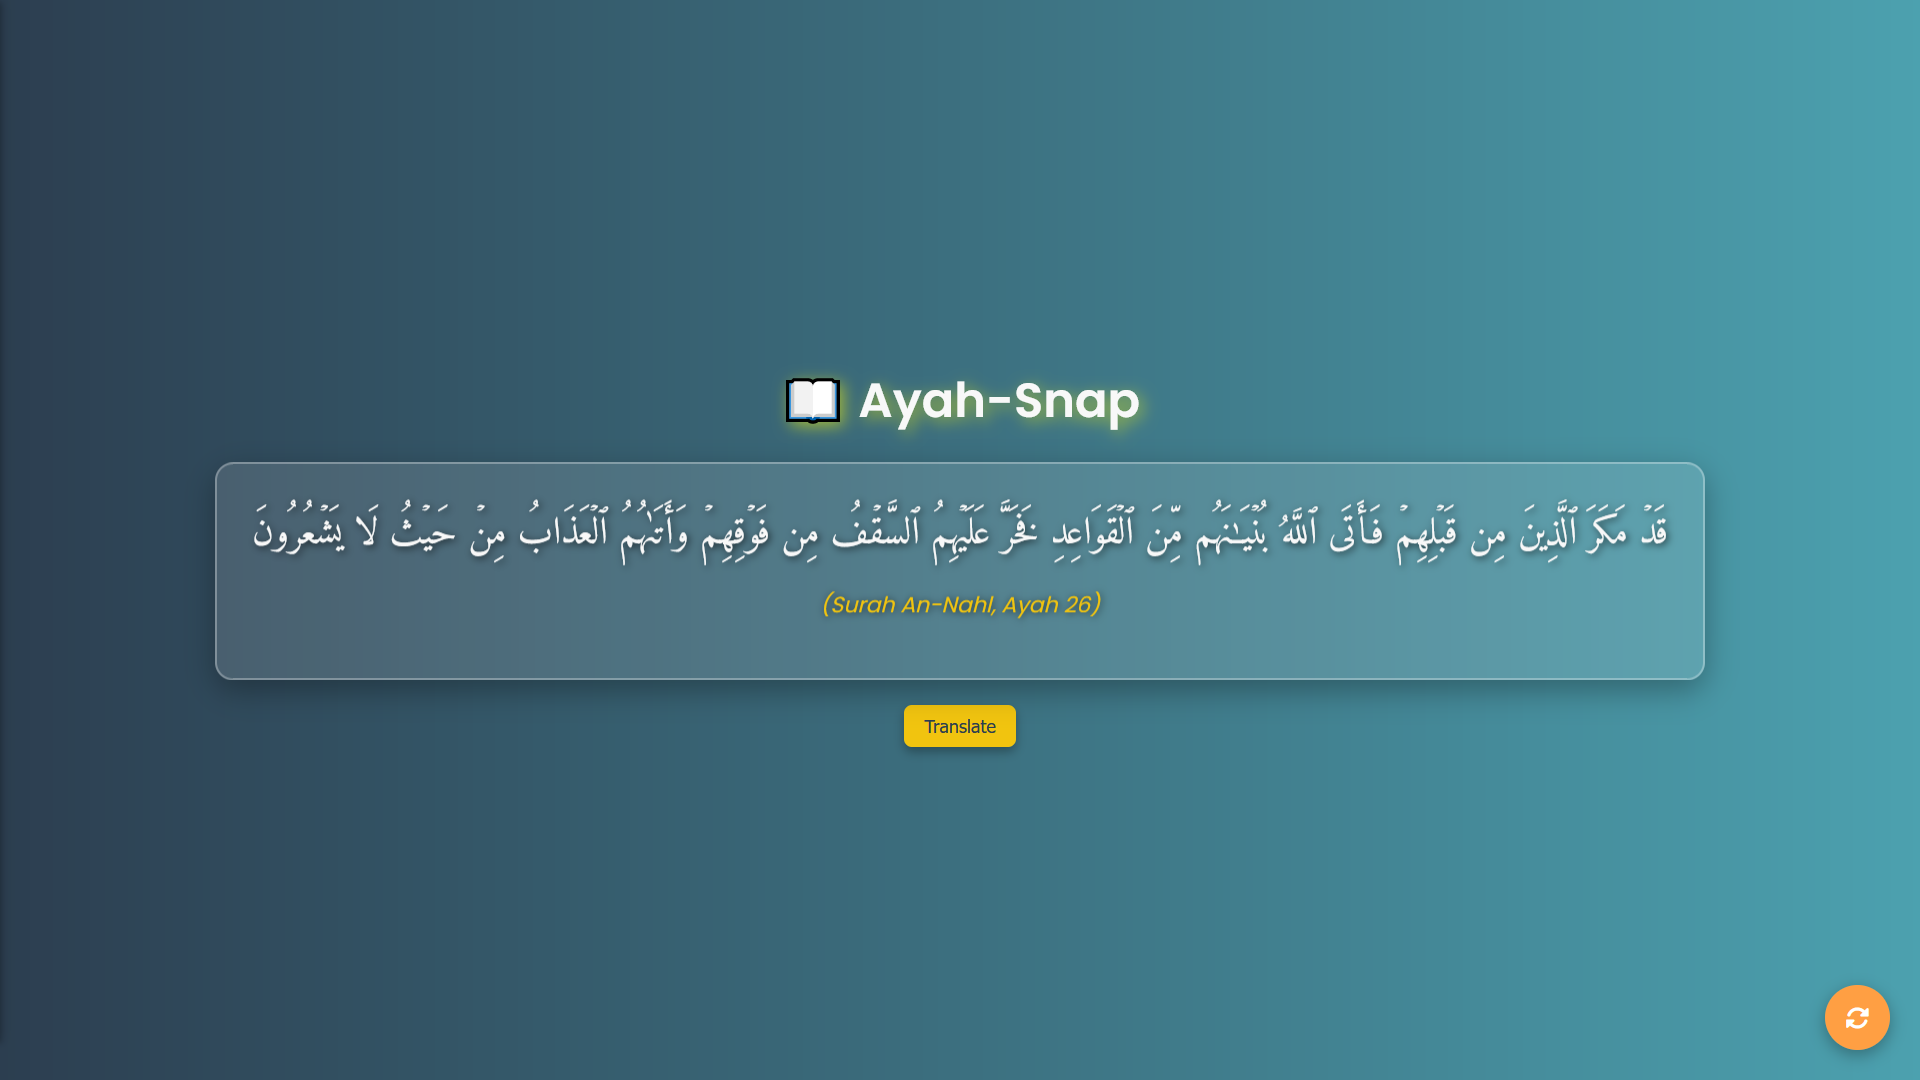 📖 Ayah-Snap
قَدۡ مَكَرَ ٱلَّذِينَ مِن قَبۡلِهِمۡ فَأَتَى ٱللَّهُ بُنۡيَـٰنَهُم مِّنَ ٱلۡقَوَاعِدِ فَخَرَّ عَلَيۡهِمُ ٱلسَّقۡفُ مِن فَوۡقِهِمۡ وَأَتَىٰهُمُ ٱلۡعَذَابُ مِنۡ حَيۡثُ لَا يَشۡعُرُونَ
(Surah An-Nahl, Ayah 26)
Translate